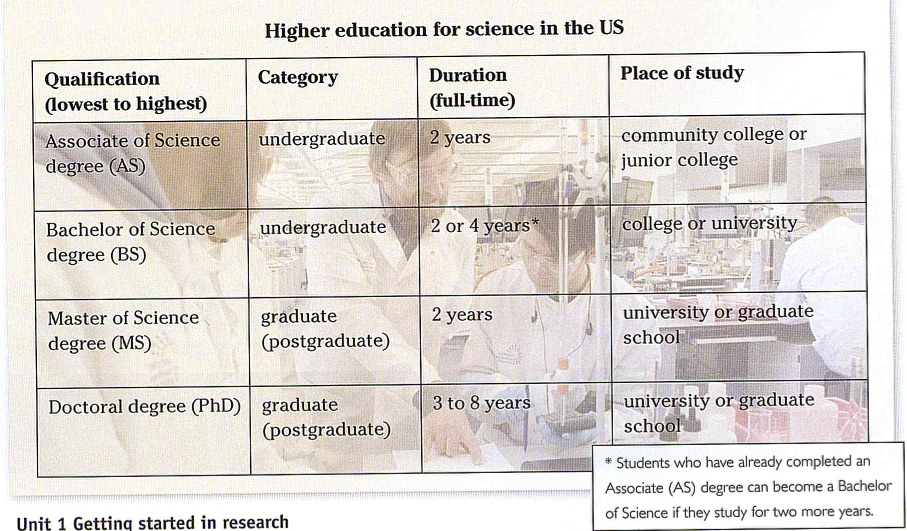 Higher education for science in the US
Qualification
(lowest to highest)
Category
Duration
(full-time)
Place of study
Associate of Science
degree (AS)
undergraduate
2 years
community college or
junior college
Bachelor of Science
degree (BS)
undergraduate
2 or 4 years*
college or university
Master of Science
degree (MS)
graduate
(postgraduate)
2 years
university or graduate
school
Doctoral degree (PhD)
graduate
(postgraduate)
3 to 8 years
university or graduate
school
* Students who have already completed an
Associate (AS) degree can become a Bachelor
of Science if they study for two more years.
Unit 1 Getting started in research